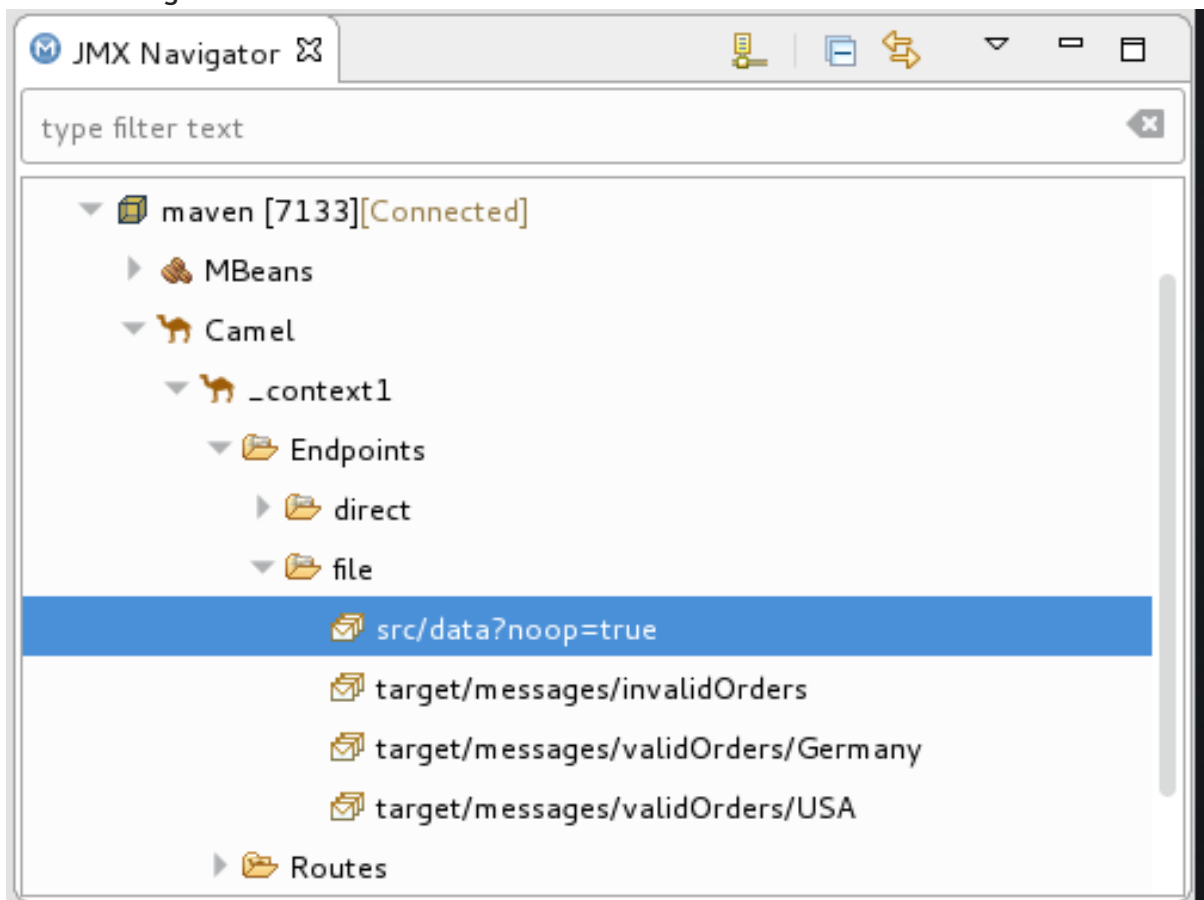 JMX Navigator
type filter text
maven [7133][Connected]
MBeans
Camel
_context1
Endpoints
direct
file
src/data?noop=true
target/messages/invalidOrders
target/messages/validOrders/Germany
target/messages/validOrders/USA
Routes